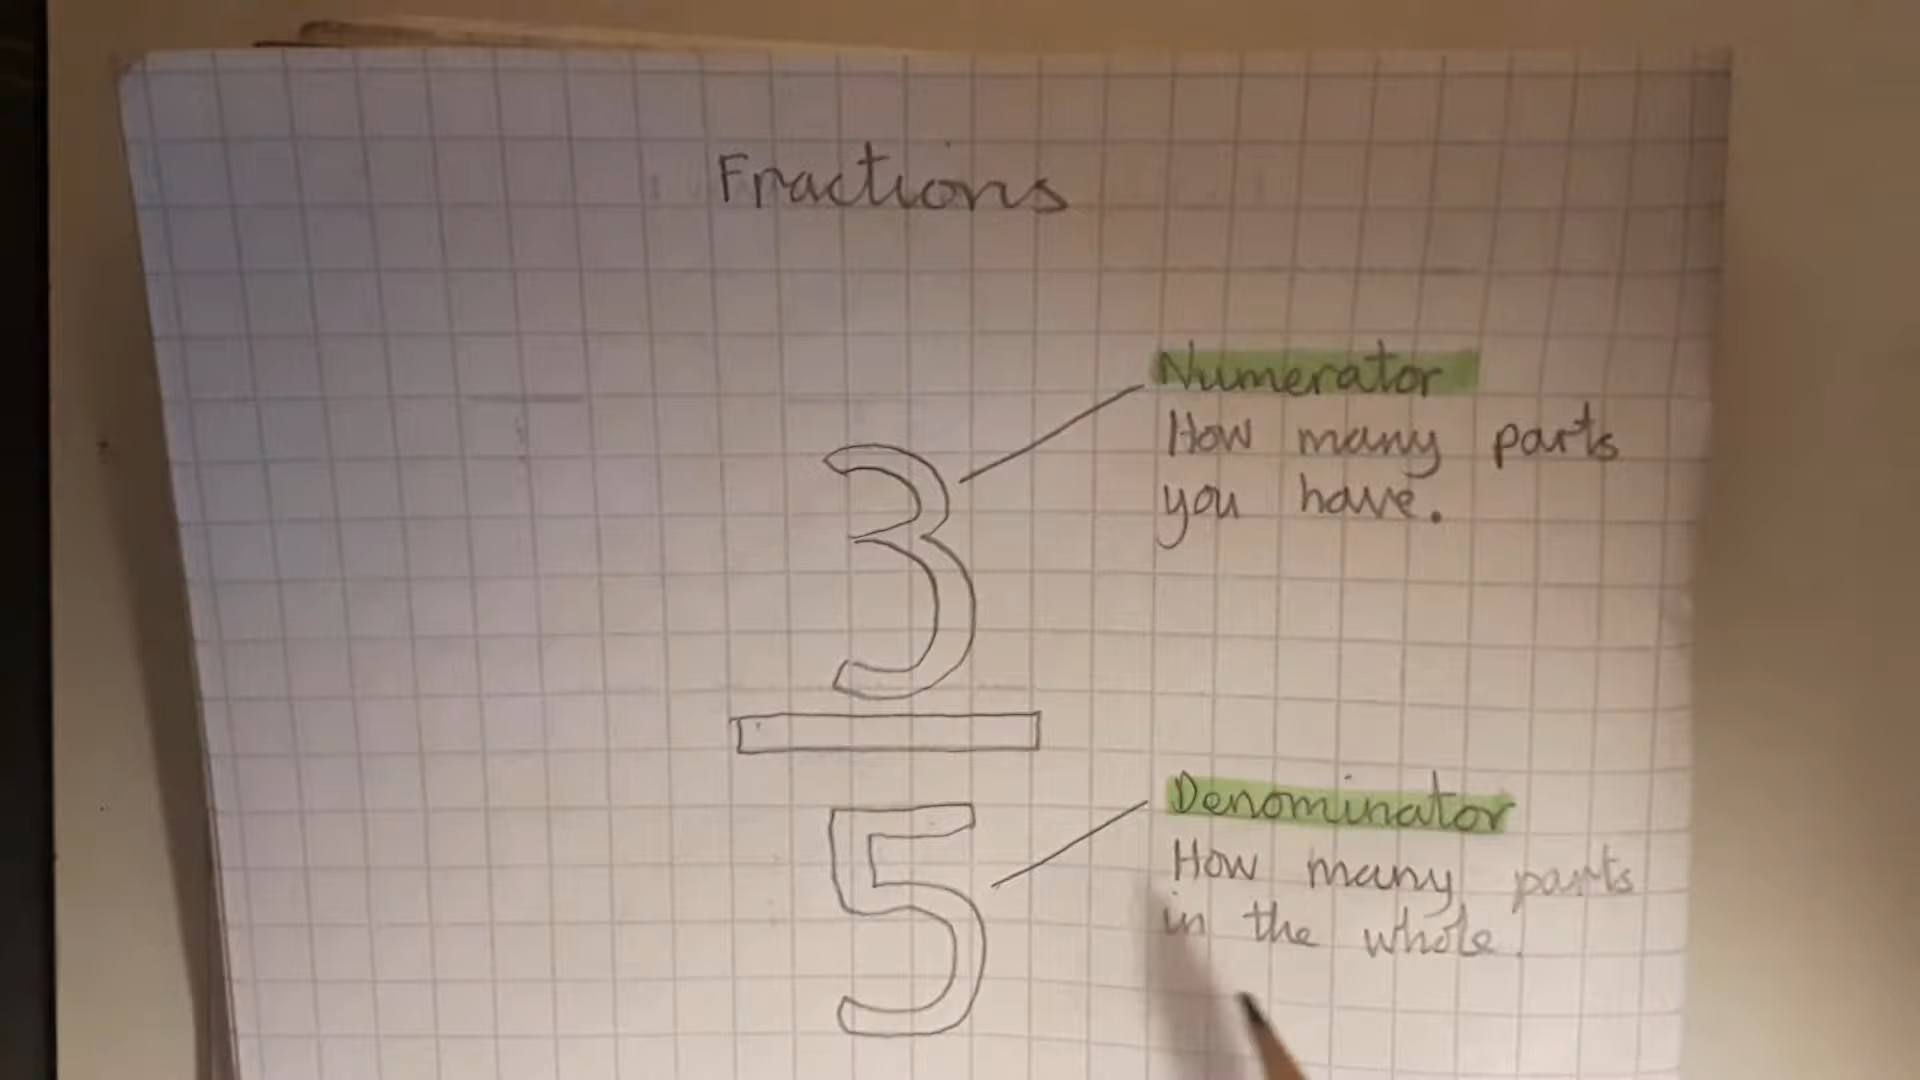 Fractions
Numerator
How many parts
you have.
3
5
Denominator
How many parts
in the whole.